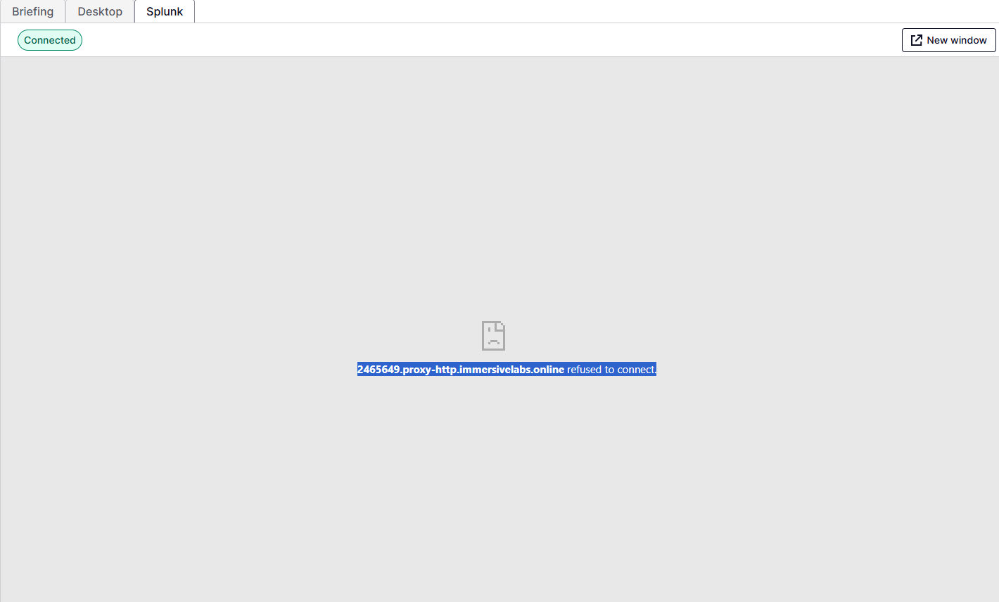 Briefing
Desktop
Splunk
Connected
New window
2465649.proxy-http.immersivelabs.online refused to connect.